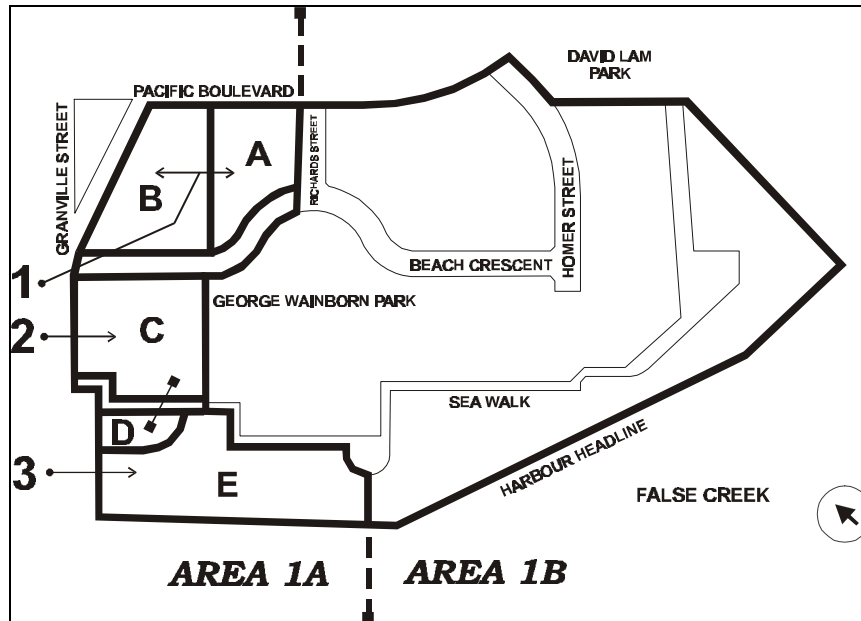 DAVID LAM
PARK
PACIFIC BOULEVARD
GRANVILLE STREET
RICHARDS STREET
A
B
HOMER STREET
BEACH CRESCENT
1
GEORGE WAINBORN PARK
2
C
SEA WALK
D
3
E
HARBOUR HEADLINE
FALSE CREEK
AREA 1A
AREA 1B